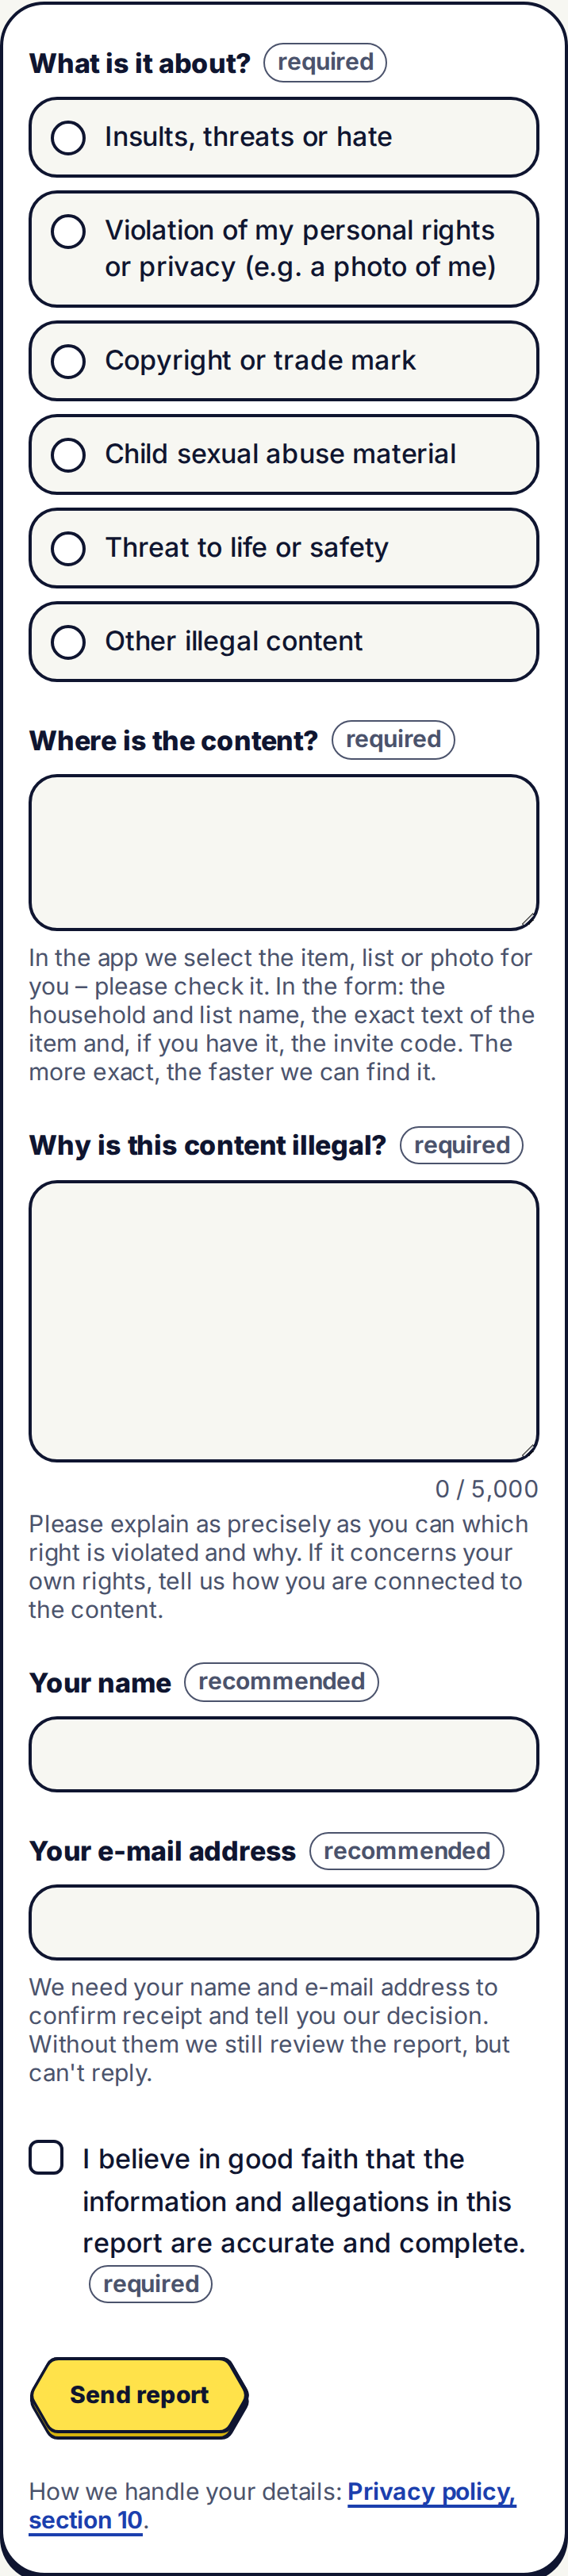 What is it about? required
Insults, threats or hate
Violation of my personal rights
or privacy (e.g. a photo of me)
Copyright or trade mark
Child sexual abuse material
Threat to life or safety
Other illegal content
Where is the content? required
In the app we select the item, list or photo for
you – please check it. In the form: the
household and list name, the exact text of the
item and, if you have it, the invite code. The
more exact, the faster we can find it.
Why is this content illegal? required
0 / 5,000
Please explain as precisely as you can which
right is violated and why. If it concerns your
own rights, tell us how you are connected to
the content.
Your name recommended
Your e-mail address recommended
We need your name and e-mail address to
confirm receipt and tell you our decision.
Without them we still review the report, but
can't reply.
I believe in good faith that the
information and allegations in this
report are accurate and complete.
required
Send report
How we handle your details: Privacy policy,
section 10.